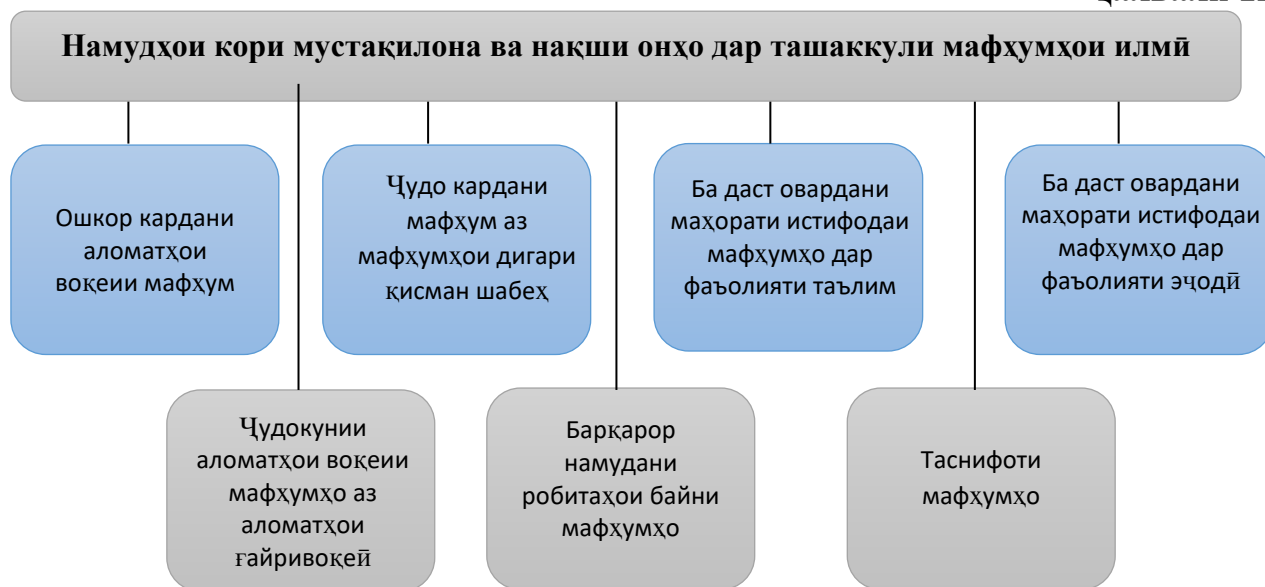 Намудҳои кори мустақилона ва нақши онҳо дар ташаккули мафҳумҳои илмӣ
Ошкор кардани
аломатҳои
воқеии мафҳум
Ҷудо кардани
мафҳум аз
мафҳумҳои дигари
қисман шабеҳ
Ба даст овардани
маҳорати истифодаи
мафҳумҳо дар
фаъолияти таълим
Ба даст овардани
маҳорати истифодаи
мафҳумҳо дар
фаъолияти эҷодӣ
Ҷудокунии
аломатҳои воқеии
мафҳумҳо аз
аломатҳои
ғайривоқеӣ
Барқарор
намудани
робитаҳои байни
мафҳумҳо
Таснифоти
мафҳумҳо